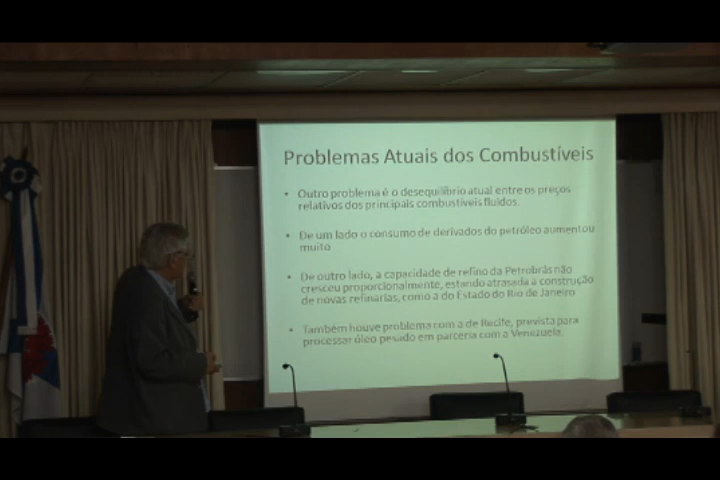 Problemas Atuais dos Combustíveis
• Outro problema é o desequilíbrio atual entre os preços
relativos dos principais combustíveis fluidos.
• De um lado o consumo de derivados do petróleo aumentou
muito
• De outro lado, a capacidade de refino da Petrobrás não
cresceu proporcionalmente, estando atrasada a construção
de novas refinarias, como a do Estado do Rio de Janeiro
• Também houve problema com a de Recife, prevista para
processar óleo pesado em parceria com a Venezuela.